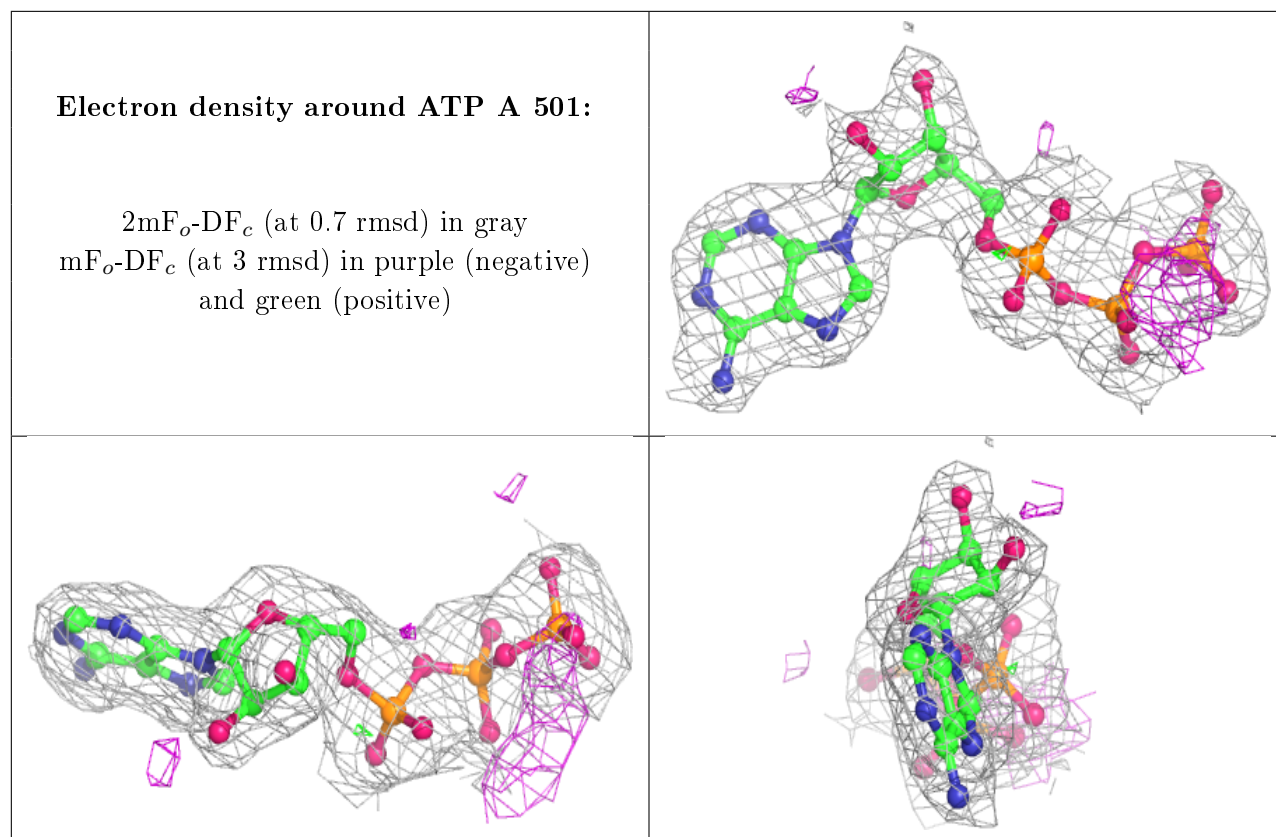 Electron density around ATP A 501:
2mFo-DFc (at 0.7 rmsd) in gray
mFo-DFc (at 3 rmsd) in purple (negative)
and green (positive)